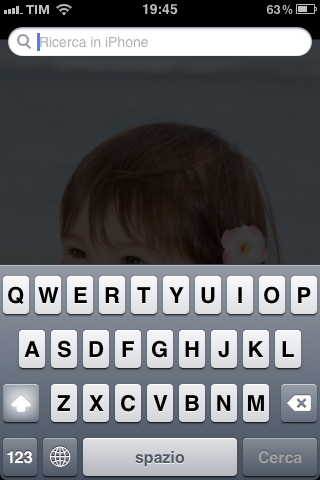 TIM 19:45 63%
Ricerca in iPhone
Q W E R T Y U I O P
A S D F G H J K L
Z X C V B N M
123 spazio Cerca